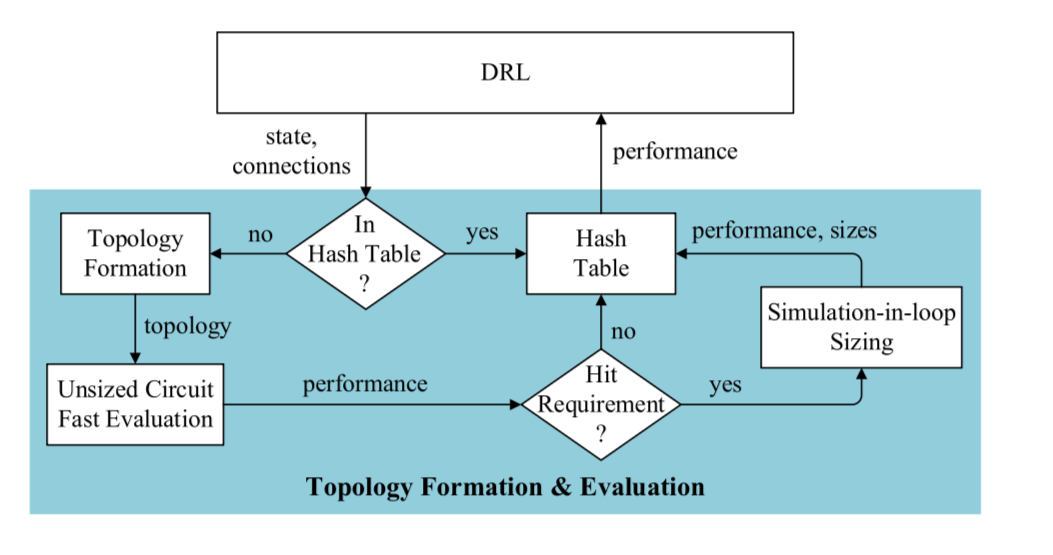 DRL
state,
connections
performance
Topology
Formation
no
In
Hash Table
?
yes
Hash
Table
performance, sizes
topology
no
Simulation-in-loop
Sizing
Unsized Circuit
Fast Evaluation
performance
Hit
Requirement
?
yes
Topology Formation & Evaluation